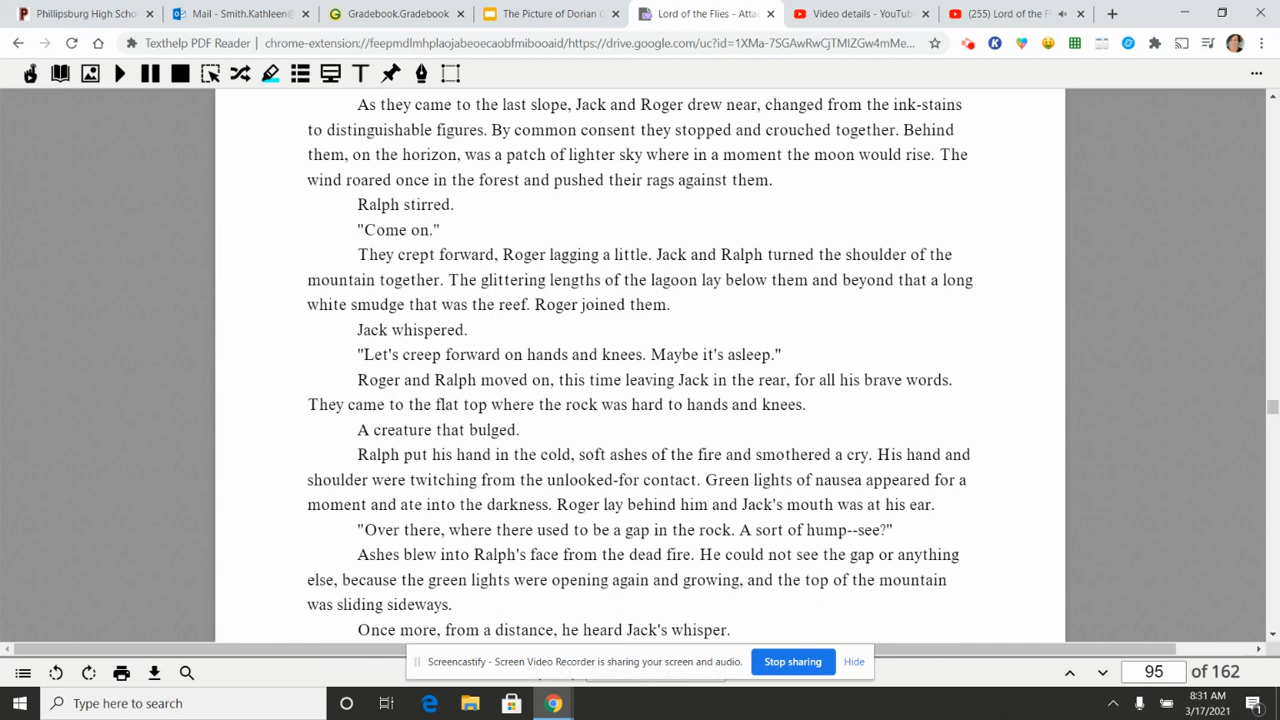 Phillipsburg High Scho
Mail - Smith.Kathleen@
Gradebook.Gradebook
The Picture of Dorian G
Lord of the Flies - Atta
Video details - YouTub
(255) Lord of the F
Texthelp PDF Reader | chrome-extension://feepmdlmhplaojabeoecaobfmibooaid/https://drive.google.com/uc?id=1XMa-7SGAwRwCjTMIZGw4mMe...
As they came to the last slope, Jack and Roger drew near, changed from the ink-stains
to distinguishable figures. By common consent they stopped and crouched together. Behind
them, on the horizon, was a patch of lighter sky where in a moment the moon would rise. The
wind roared once in the forest and pushed their rags against them.
Ralph stirred.
"Come on."
They crept forward, Roger lagging a little. Jack and Ralph turned the shoulder of the
mountain together. The glittering lengths of the lagoon lay below them and beyond that a long
white smudge that was the reef. Roger joined them.
Jack whispered.
"Let's creep forward on hands and knees. Maybe it's asleep."
Roger and Ralph moved on, this time leaving Jack in the rear, for all his brave words.
They came to the flat top where the rock was hard to hands and knees.
A creature that bulged.
Ralph put his hand in the cold, soft ashes of the fire and smothered a cry. His hand and
shoulder were twitching from the unlooked-for contact. Green lights of nausea appeared for a
moment and ate into the darkness. Roger lay behind him and Jack's mouth was at his ear.
"Over there, where there used to be a gap in the rock. A sort of hump--see?"
Ashes blew into Ralph's face from the dead fire. He could not see the gap or anything
else, because the green lights were opening again and growing, and the top of the mountain
was sliding sideways.
Once more, from a distance, he heard Jack's whisper.
Screencastify - Screen Video Recorder is sharing your screen and audio.
Stop sharing
Hide
95 of 162
Type here to search
8:31 AM
3/17/2021